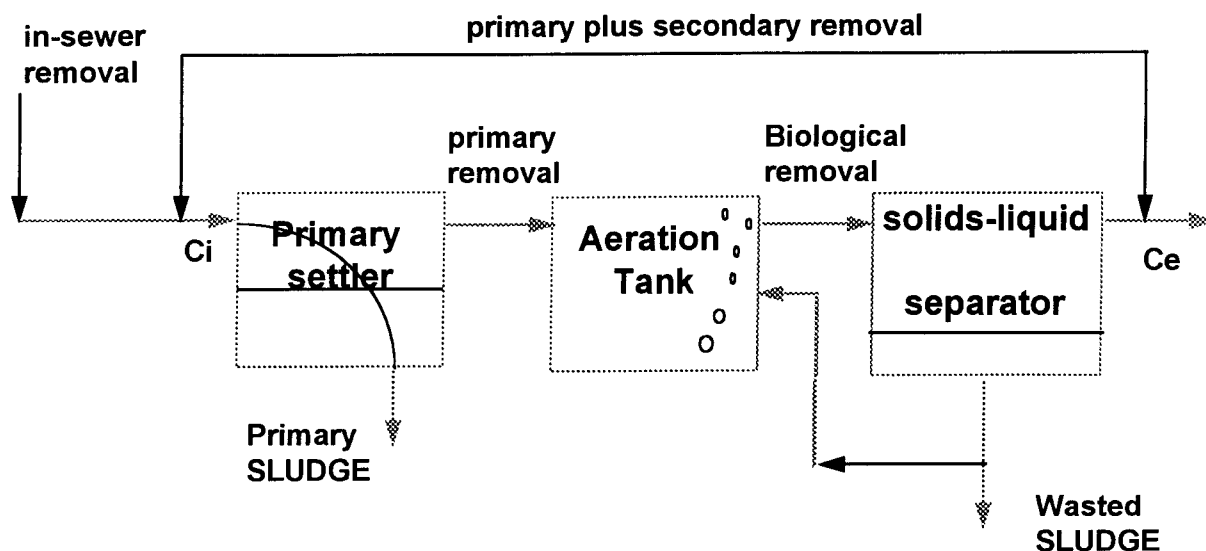 in-sewer
removal
primary plus secondary removal
primary
removal
Biological
removal
Ci
Primary
settler
Aeration
Tank
solids-liquid
separator
Ce
Primary
SLUDGE
Wasted
SLUDGE